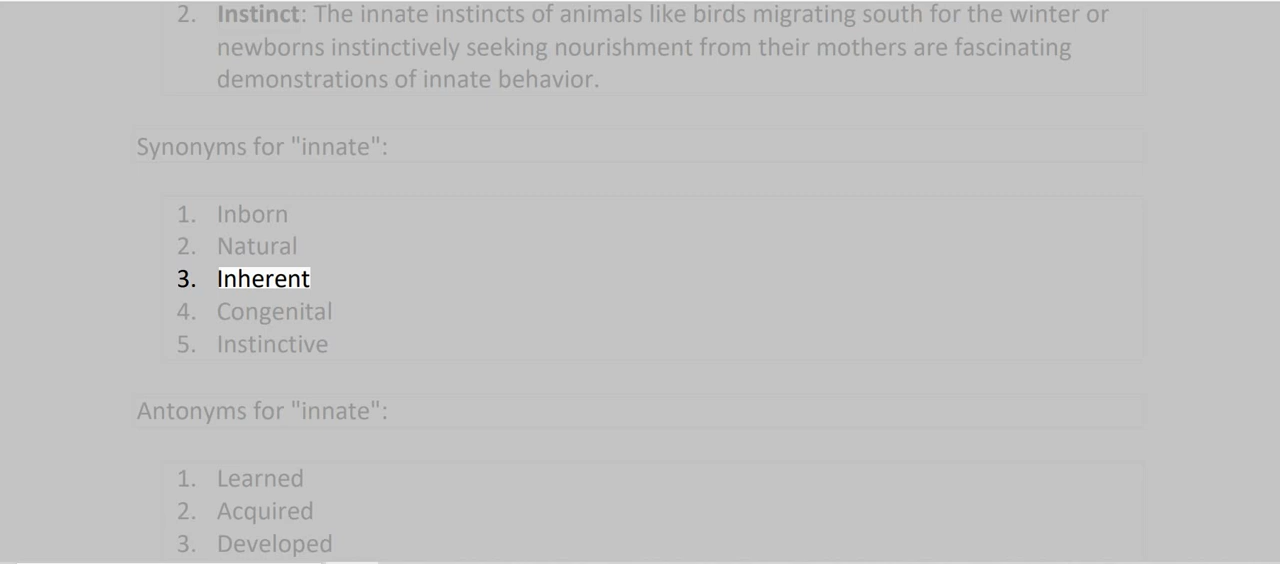 2. Instinct: The innate instincts of animals like birds migrating south for the winter or
newborns instinctively seeking nourishment from their mothers are fascinating
demonstrations of innate behavior.
Synonyms for "innate":
1. Inborn
2. Natural
3. Inherent
4. Congenital
5. Instinctive
Antonyms for "innate":
1. Learned
2. Acquired
3. Developed